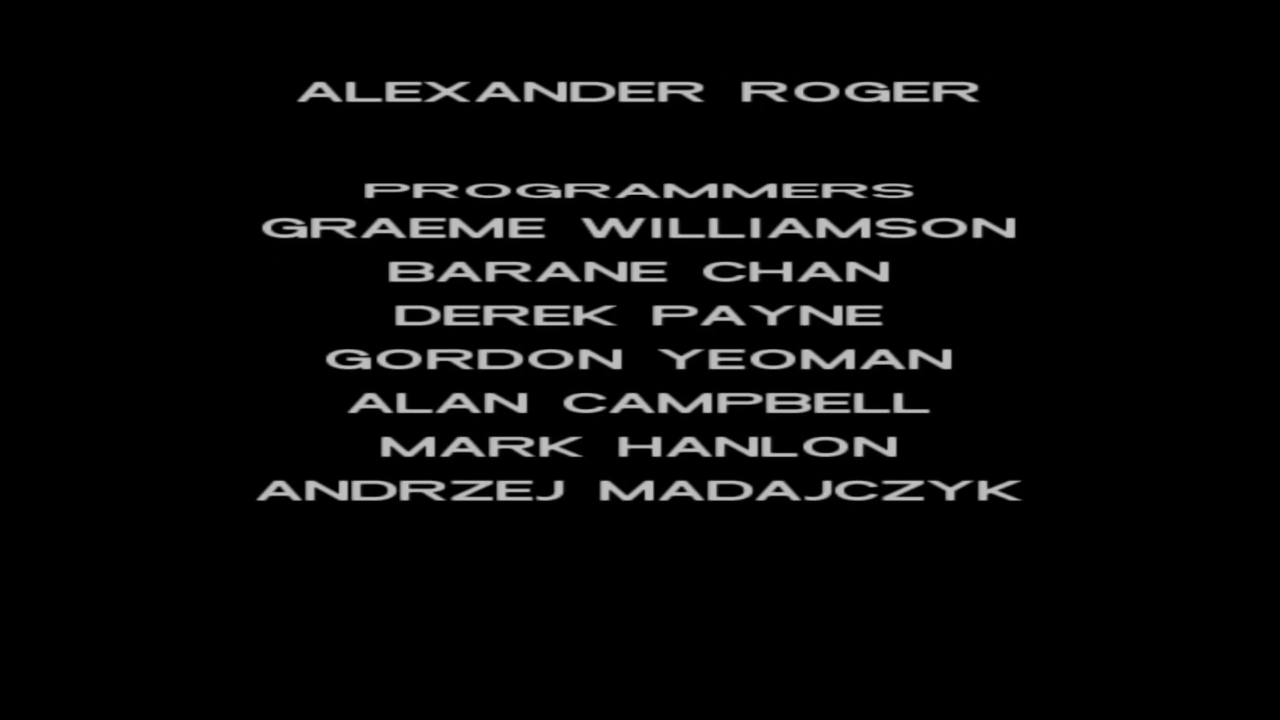 ALEXANDER ROGER
PROGRAMMERS
GRAEME WILLIAMSON
BARANE CHAN
DEREK PAYNE
GORDON YEOMAN
ALAN CAMPBELL
MARK HANLON
ANDRZEJ MADAJCZYK